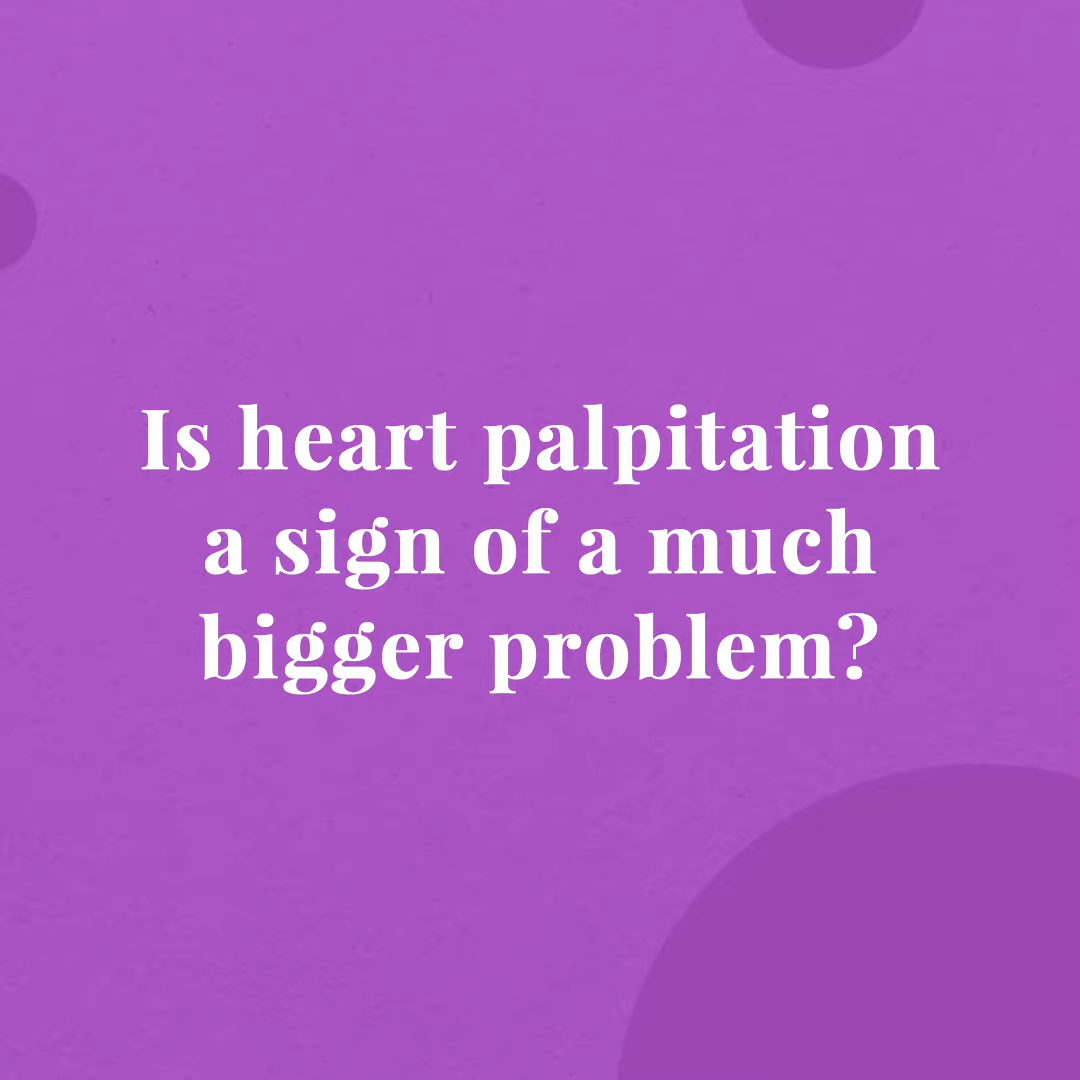 Is heart palpitation
a sign of a much
bigger problem?